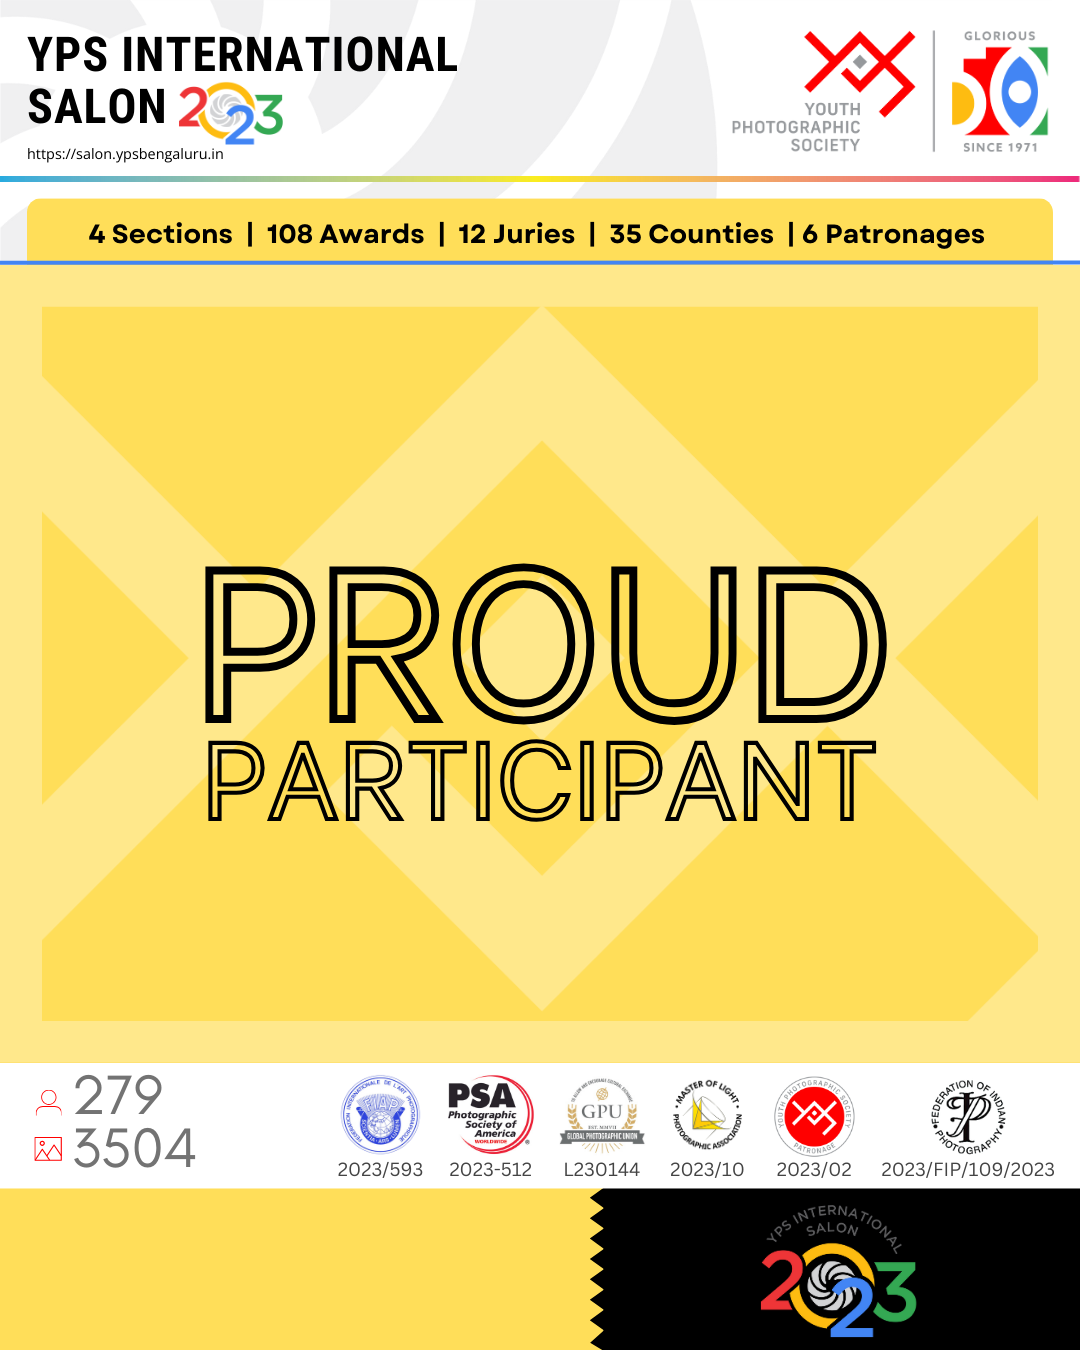 YPS INTERNATIONAL
SALON 2023
https://salon.ypsbengaluru.in
YOUTH
PHOTOGRAPHIC
SOCIETY
GLORIOUS
50
SINCE 1971
4 Sections | 108 Awards | 12 Juries | 35 Counties | 6 Patronages
PROUD
PARTICIPANT
279
3504
FIAP
2023/593
PSA
Photographic
Society of
America
WORLDWIDE
®
2023-512
GPU
EST. MMVII
GLOBAL PHOTOGRAPHIC UNION
L230144
• MASTER OF LIGHT •
PHOTOGRAPHIC ASSOCIATION
2023/10
YOUTH PHOTOGRAPHIC SOCIETY
PATRONAGE
2023/02
•FEDERATION OF INDIAN•
PHOTOGRAPHY
2023/FIP/109/2023
YPS INTERNATIONAL
SALON
2023